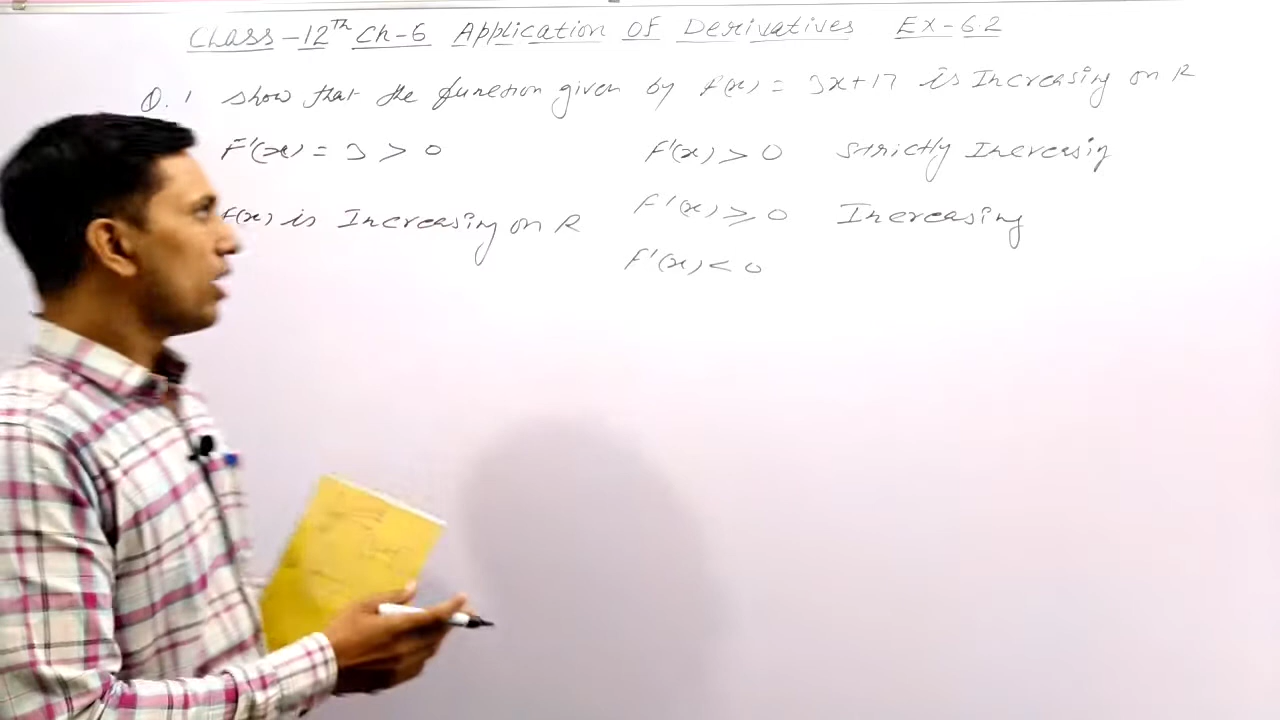 Class-12th Ch-6 Application of Derivatives Ex-6.2
Q.1 show that the function given by f(x) = 3x+17 is Increasing on R
F'(x) = 3 > 0
f(x) is Increasing on R
F'(x) > 0 Strictly Increasig
F'(x) ≥ 0 Increasing
F'(x) < 0